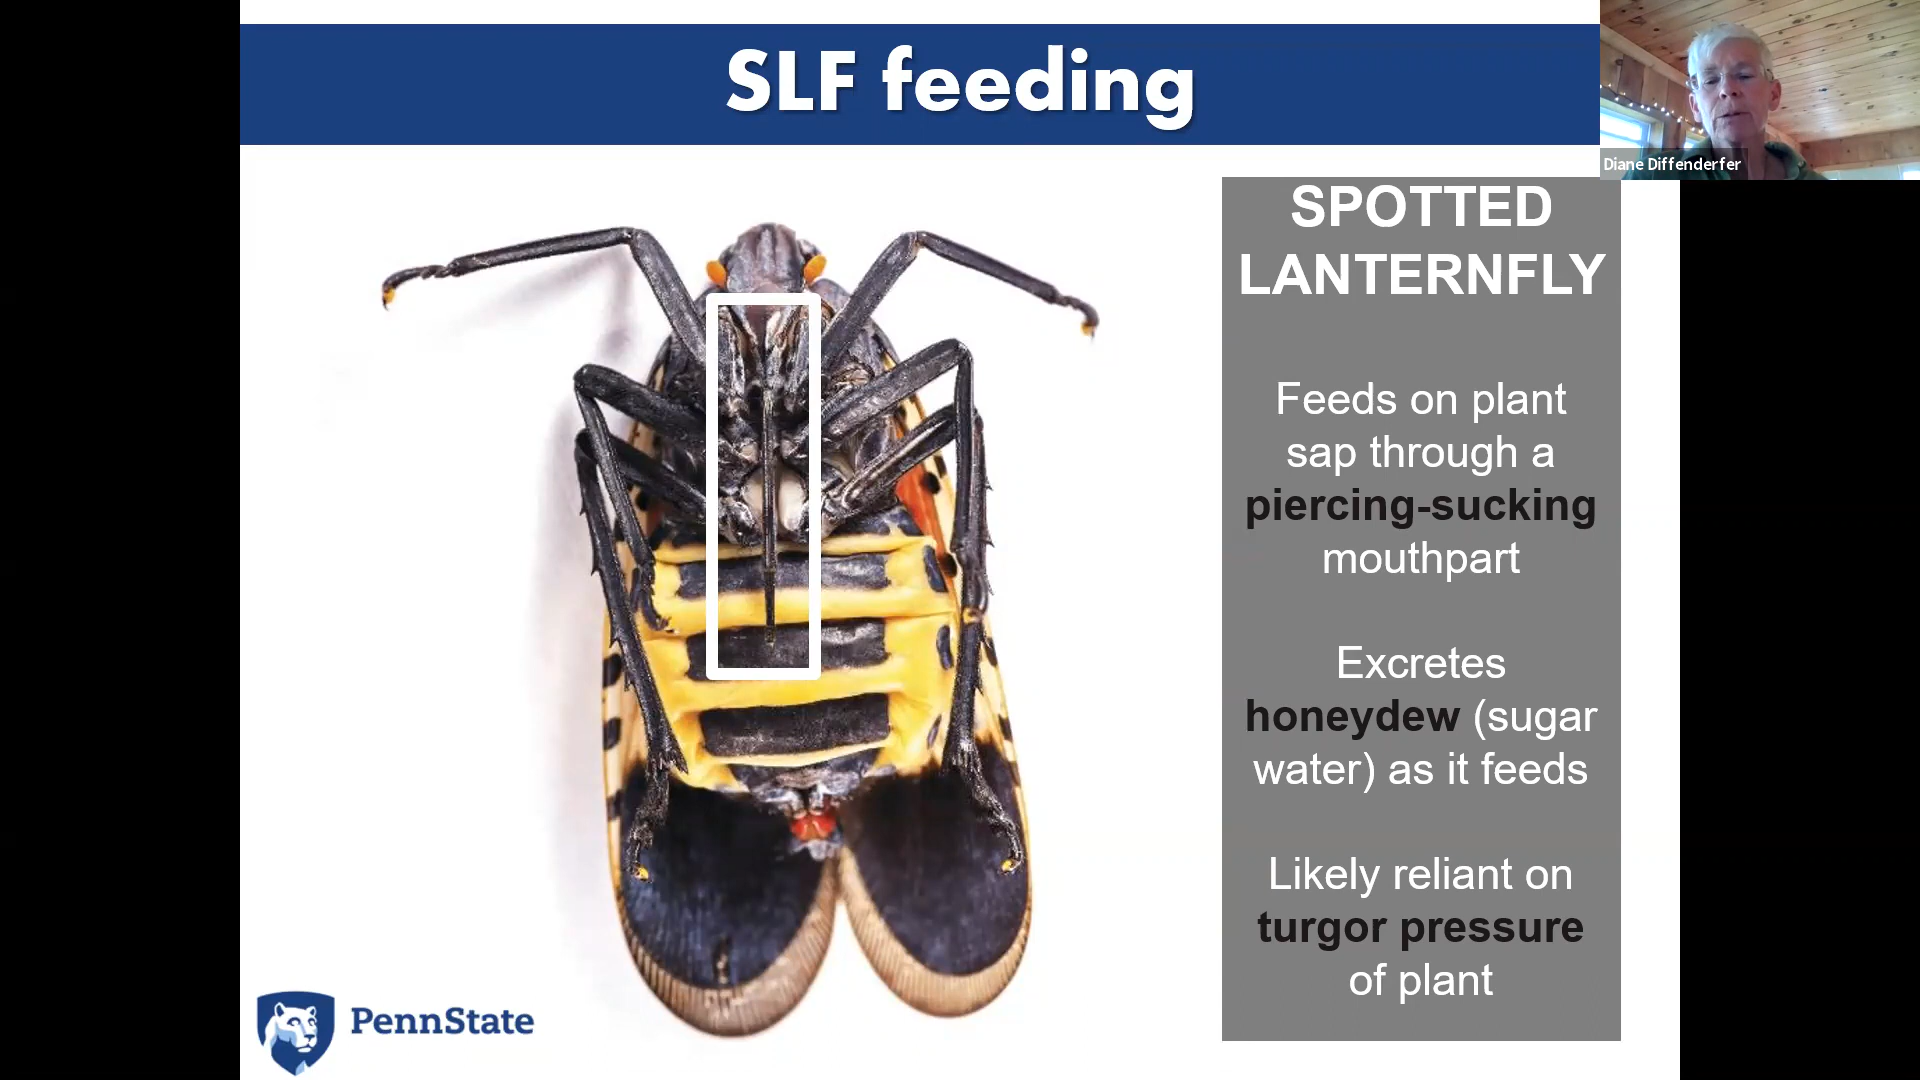 SLF feeding
Diane Diffenderfer
SPOTTED
LANTERNFLY
Feeds on plant
sap through a
piercing-sucking
mouthpart
Excretes
honeydew (sugar
water) as it feeds
Likely reliant on
turgor pressure
of plant
PennState